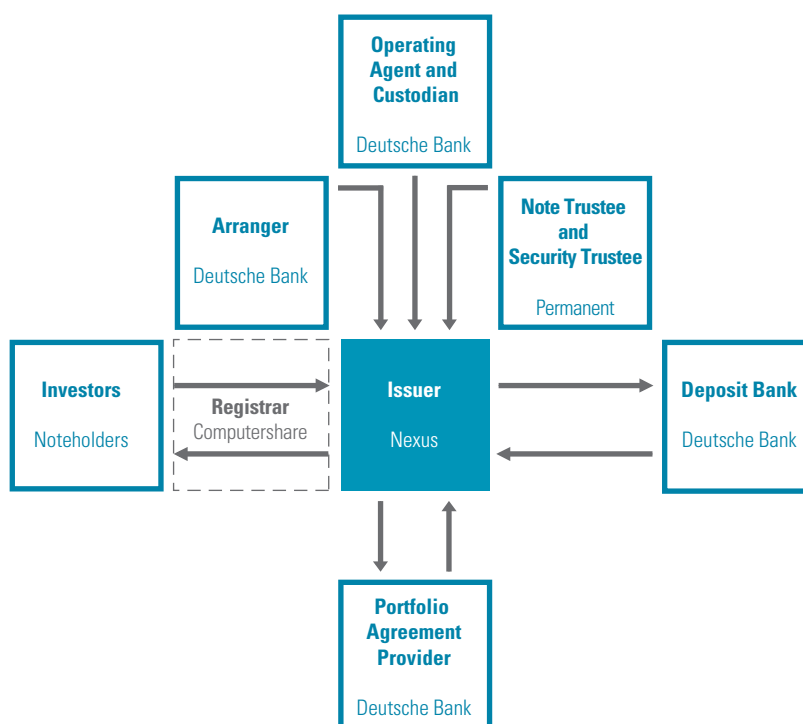 Operating
Agent and
Custodian
Deutsche Bank
Arranger
Deutsche Bank
Note Trustee
and
Security Trustee
Permanent
Investors
Noteholders
Registrar
Computershare
Issuer
Nexus
Deposit Bank
Deutsche Bank
Portfolio
Agreement
Provider
Deutsche Bank